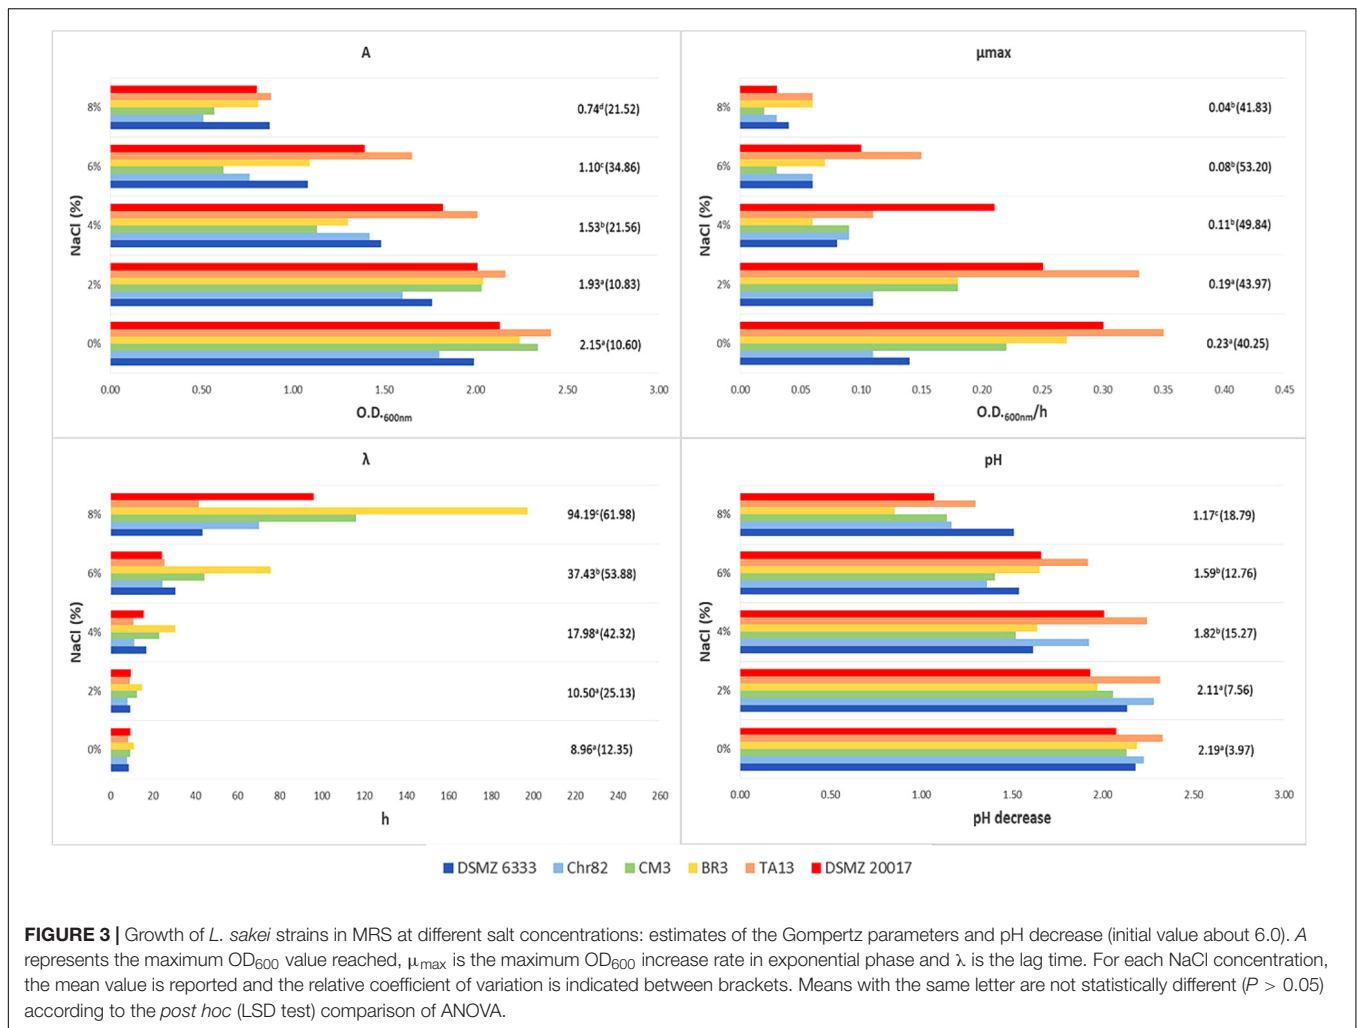 A
8%
0.74ᵈ(21.52)
6%
1.10ᶜ(34.86)
NaCl (%)
4%
1.53ᵇ(21.56)
2%
1.93ᵃ(10.83)
0%
2.15ᵃ(10.60)
0.00 0.50 1.00 1.50 2.00 2.50 3.00
O.D.₆₀₀ₙₘ
μmax
8%
0.04ᵇ(41.83)
6%
0.08ᵇ(53.20)
NaCl (%)
4%
0.11ᵇ(49.84)
2%
0.19ᵃ(43.97)
0%
0.23ᵃ(40.25)
0.00 0.05 0.10 0.15 0.20 0.25 0.30 0.35 0.40 0.45
O.D.₆₀₀ₙₘ/h
λ
8%
94.19ᶜ(61.98)
6%
37.43ᵇ(53.88)
NaCl (%)
4%
17.98ᵃ(42.32)
2%
10.50ᵃ(25.13)
0%
8.96ᵃ(12.35)
0 20 40 60 80 100 120 140 160 180 200 220 240 260
h
pH
8%
1.17ᶜ(18.79)
6%
1.59ᵇ(12.76)
NaCl (%)
4%
1.82ᵇ(15.27)
2%
2.11ᵃ(7.56)
0%
2.19ᵃ(3.97)
0.00 0.50 1.00 1.50 2.00 2.50 3.00
pH decrease
DSMZ 6333 Chr82 CM3 BR3 TA13 DSMZ 20017
FIGURE 3 | Growth of L. sakei strains in MRS at different salt concentrations: estimates of the Gompertz parameters and pH decrease (initial value about 6.0). A
represents the maximum OD₆₀₀ value reached, μₘₐₓ is the maximum OD₆₀₀ increase rate in exponential phase and λ is the lag time. For each NaCl concentration,
the mean value is reported and the relative coefficient of variation is indicated between brackets. Means with the same letter are not statistically different (P > 0.05)
according to the post hoc (LSD test) comparison of ANOVA.